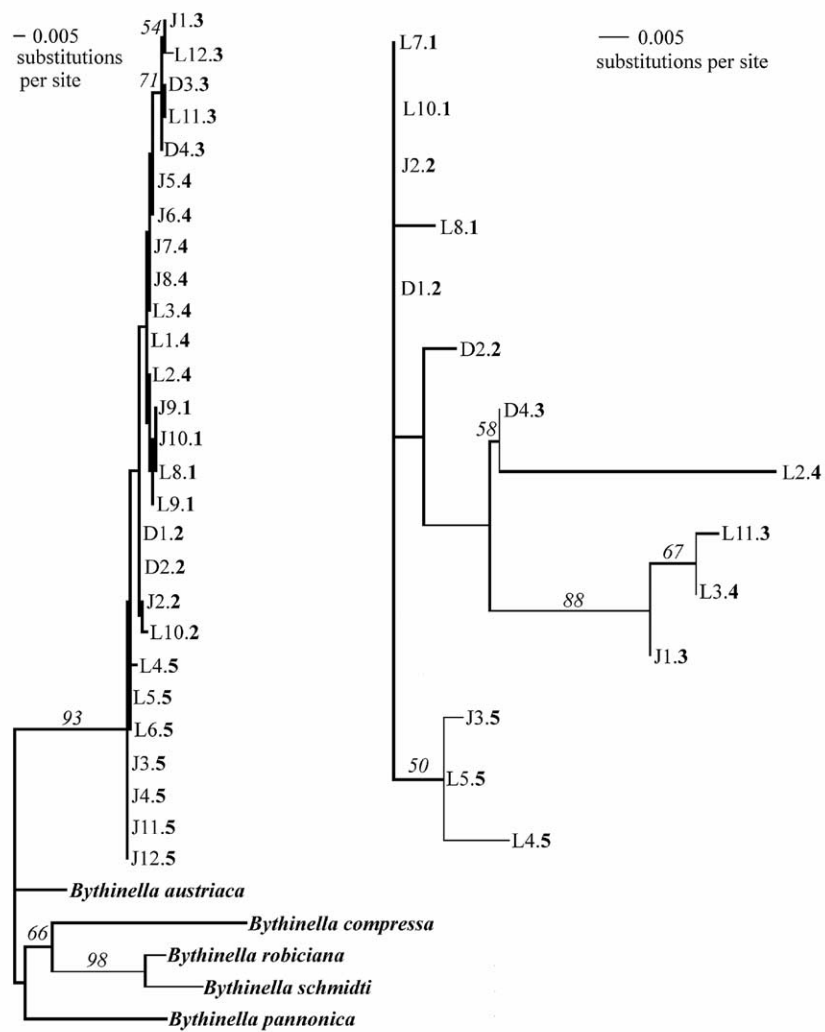 0.005
substitutions
per site
54
J1.3
L12.3
71
D3.3
L11.3
D4.3
J5.4
J6.4
J7.4
J8.4
L3.4
L1.4
L2.4
J9.1
J10.1
L8.1
L9.1
D1.2
D2.2
J2.2
L10.2
L4.5
L5.5
93
L6.5
J3.5
J4.5
J11.5
J12.5
Bythinella austriaca
Bythinella compressa
66
Bythinella robiciana
98
Bythinella schmidti
Bythinella pannonica
0.005
substitutions per site
L7.1
L10.1
J2.2
L8.1
D1.2
D2.2
D4.3
58
L2.4
L11.3
67
L3.4
88
J1.3
J3.5
50
L5.5
L4.5